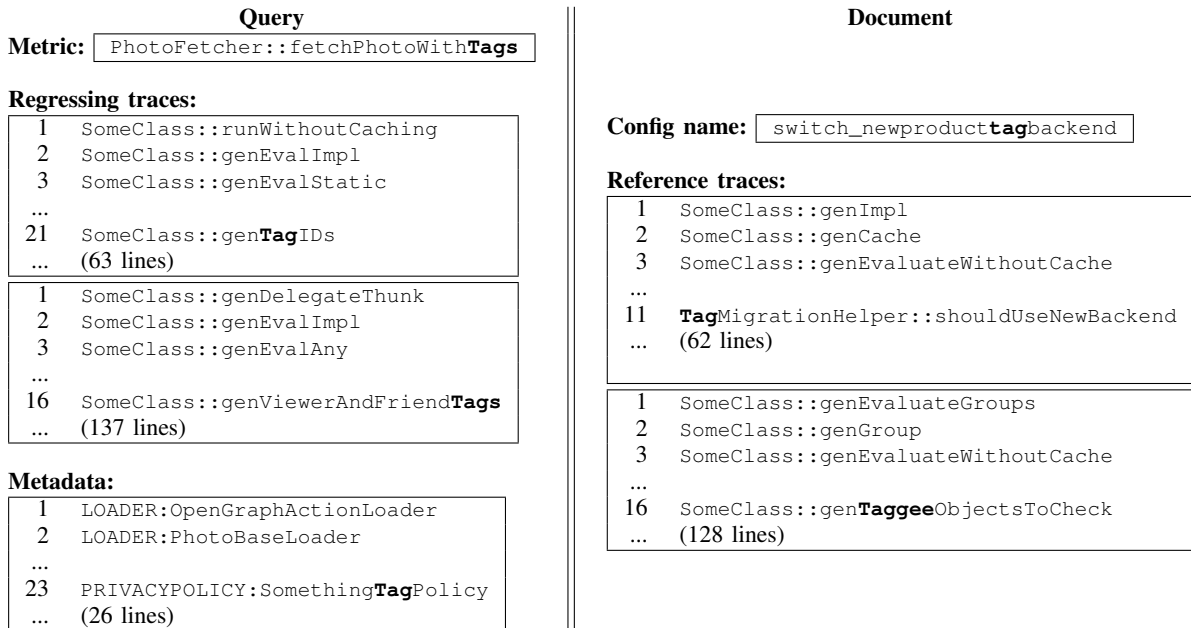 Query
Metric: PhotoFetcher::fetchPhotoWithTags
Regressing traces:
1 SomeClass::runWithoutCaching
2 SomeClass::genEvalImpl
3 SomeClass::genEvalStatic
...
21 SomeClass::genTagIDs
... (63 lines)
1 SomeClass::genDelegateThunk
2 SomeClass::genEvalImpl
3 SomeClass::genEvalAny
...
16 SomeClass::genViewerAndFriendTags
... (137 lines)
Metadata:
1 LOADER:OpenGraphActionLoader
2 LOADER:PhotoBaseLoader
...
23 PRIVACYPOLICY:SomethingTagPolicy
... (26 lines)
Document
Config name: switch_newproducttagbackend
Reference traces:
1 SomeClass::genImpl
2 SomeClass::genCache
3 SomeClass::genEvaluateWithoutCache
...
11 TagMigrationHelper::shouldUseNewBackend
... (62 lines)
1 SomeClass::genEvaluateGroups
2 SomeClass::genGroup
3 SomeClass::genEvaluateWithoutCache
...
16 SomeClass::genTaggeeObjectsToCheck
... (128 lines)